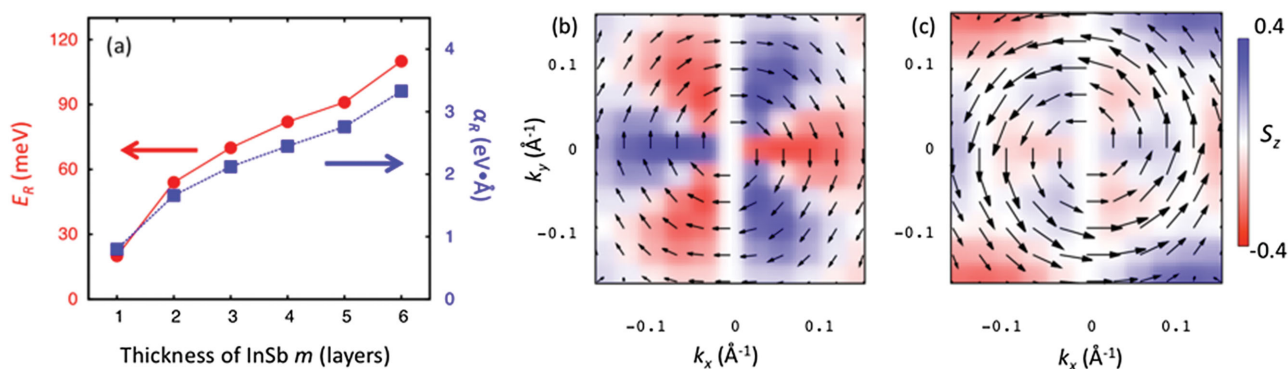 (a)
120
90
60
30
0
E_R (meV)
4
3
2
1
0
α_R (eV•Å)
1 2 3 4 5 6
Thickness of InSb m (layers)
(b)
0.1
0
-0.1
k_y (Å⁻¹)
-0.1 0 0.1
k_x (Å⁻¹)
(c)
0.1
0
-0.1
-0.1 0 0.1
k_x (Å⁻¹)
0.4
S_z
-0.4